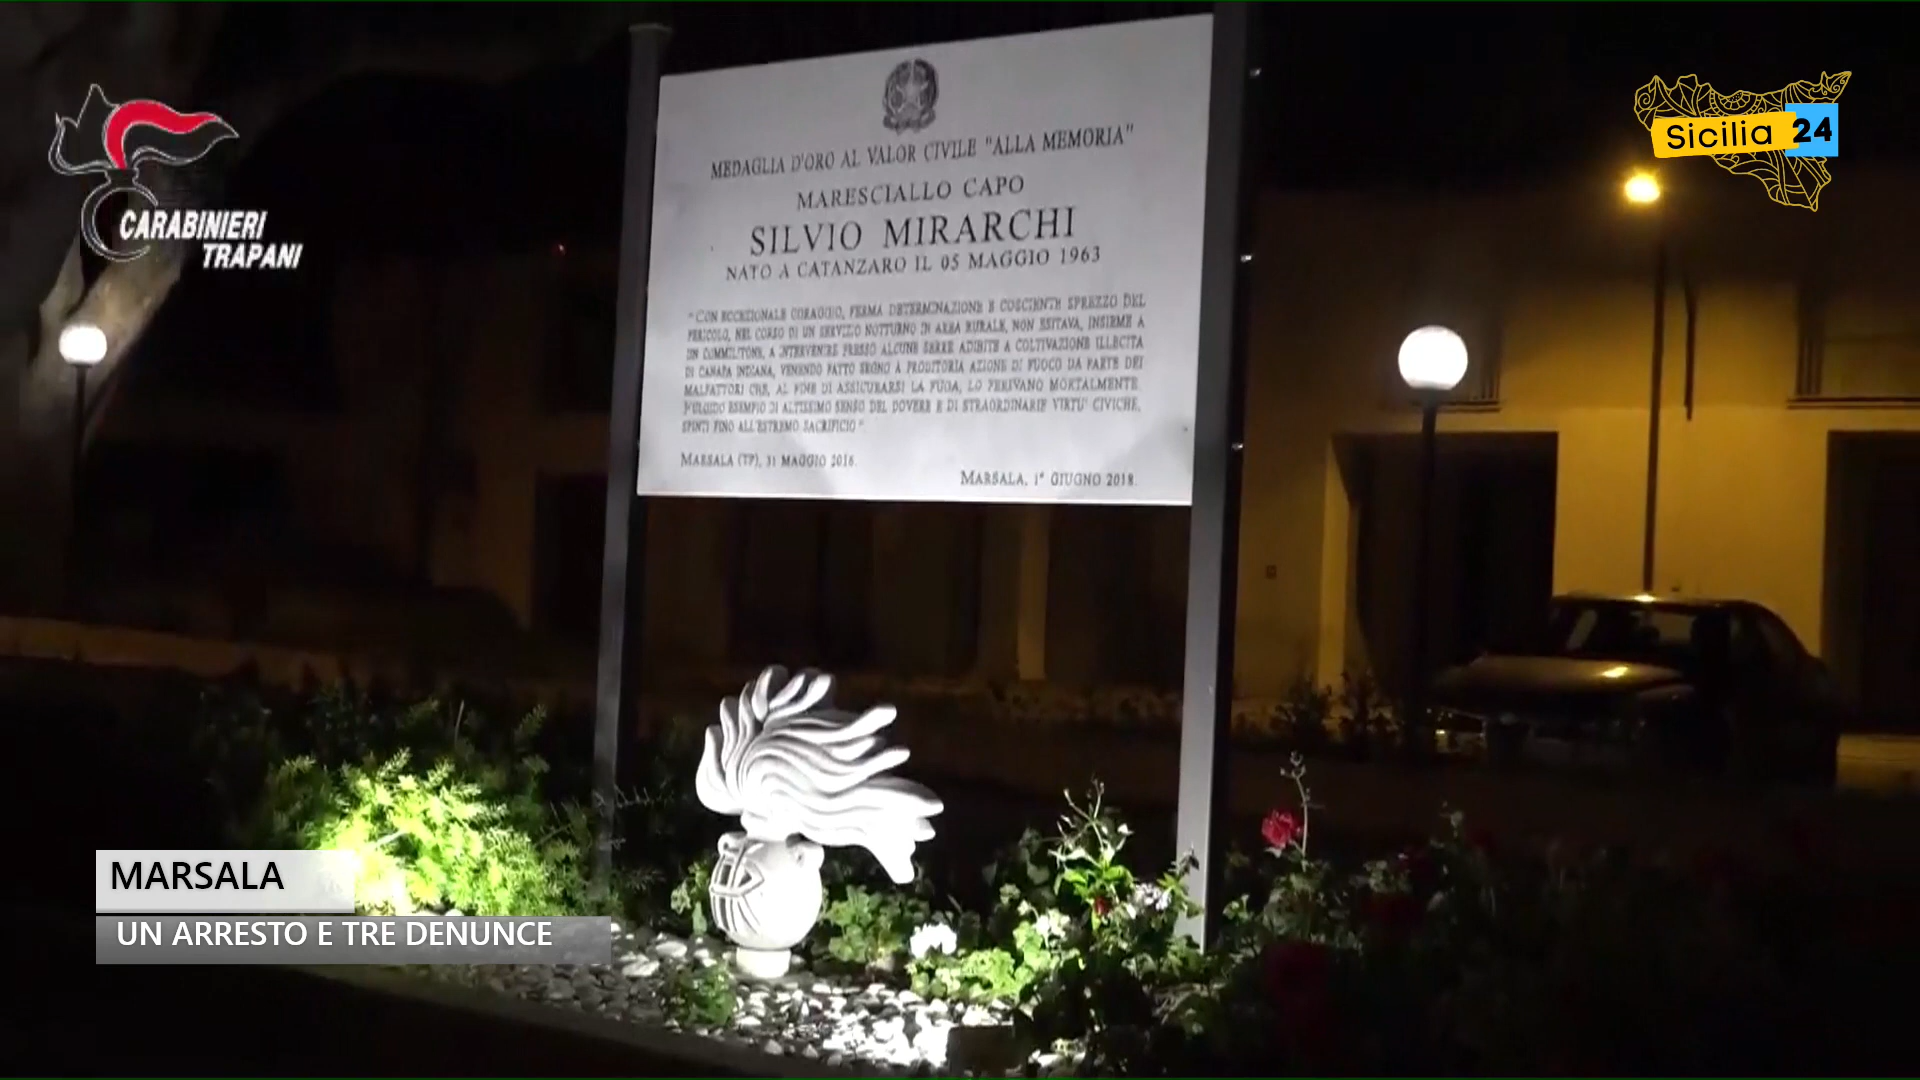 CARABINIERI
TRAPANI
Sicilia 24
MEDAGLIA D'ORO AL VALOR CIVILE "ALLA MEMORIA"
MARESCIALLO CAPO
SILVIO MIRARCHI
NATO A CATANZARO IL 05 MAGGIO 1963
"CON ECCEZIONALE CORAGGIO, FERMA DETERMINAZIONE E COSCIENTE SPREZZO DEL
PERICOLO, NEL CORSO DI UN SERVIZIO NOTTURNO IN AREA RURALE, NON ESITAVA, INSIEME A
UN COMMILITONE, A INTERVENIRE PRESSO ALCUNE SERRE ADIBITE A COLTIVAZIONE ILLECITA
DI CANAPA INDIANA, VENENDO FATTO SEGNO A PRODITORIA AZIONE DI FUOCO DA PARTE DEI
MALFATTORI CHE, AL FINE DI ASSICURARSI LA FUGA, LO FERIVANO MORTALMENTE.
FULGIDO ESEMPIO DI ALTISSIMO SENSO DEL DOVERE E DI STRAORDINARIE VIRTU' CIVICHE,
SPINTI FINO ALL'ESTREMO SACRIFICIO"
MARSALA (TP), 31 MAGGIO 2016.
MARSALA, 1° GIUGNO 2018.
MARSALA
UN ARRESTO E TRE DENUNCE